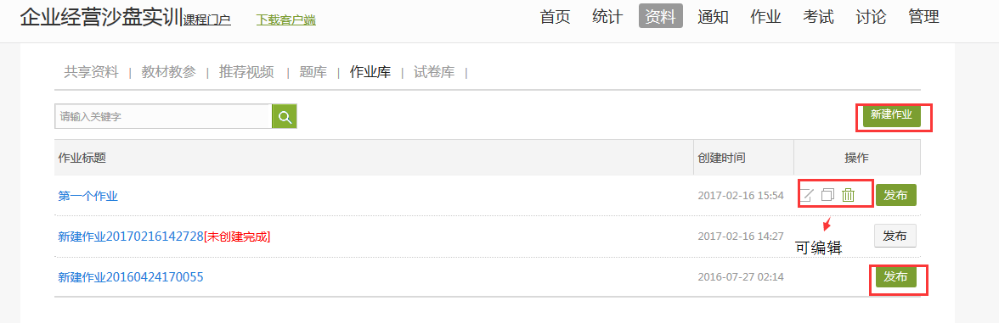 企业经营沙盘实训课程门户 下载客户端 首页 统计 资料 通知 作业 考试 讨论 管理
共享资料 | 教材教参 | 推荐视频 | 题库 | 作业库 | 试卷库 |
请输入关键字 新建作业
作业标题 创建时间 操作
第一个作业 2017-02-16 15:54 发布
新建作业20170216142728[未创建完成] 2017-02-16 14:27 发布
可编辑
新建作业20160424170055 2016-07-27 02:14 发布